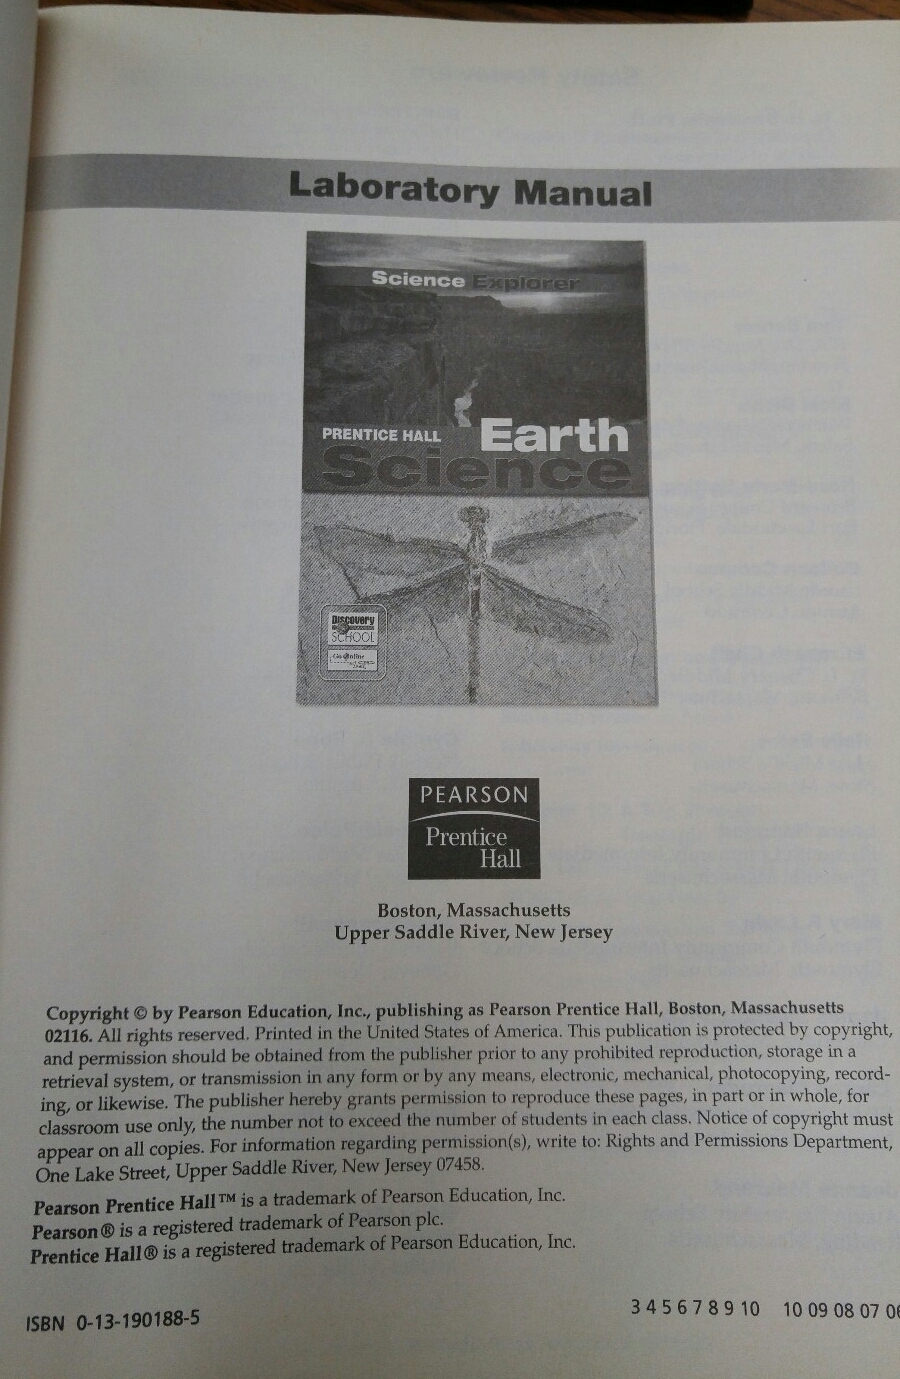 Laboratory Manual
Science Explorer
PRENTICE HALL
Earth
Science
Discovery
SCHOOL
Go Online
PEARSON
Prentice
Hall
Boston, Massachusetts
Upper Saddle River, New Jersey
Copyright © by Pearson Education, Inc., publishing as Pearson Prentice Hall, Boston, Massachusetts
02116. All rights reserved. Printed in the United States of America. This publication is protected by copyright,
and permission should be obtained from the publisher prior to any prohibited reproduction, storage in a
retrieval system, or transmission in any form or by any means, electronic, mechanical, photocopying, record-
ing, or likewise. The publisher hereby grants permission to reproduce these pages, in part or in whole, for
classroom use only, the number not to exceed the number of students in each class. Notice of copyright must
appear on all copies. For information regarding permission(s), write to: Rights and Permissions Department,
One Lake Street, Upper Saddle River, New Jersey 07458.
Pearson Prentice Hall™ is a trademark of Pearson Education, Inc.
Pearson® is a registered trademark of Pearson plc.
Prentice Hall® is a registered trademark of Pearson Education, Inc.
ISBN 0-13-190188-5
3 4 5 6 7 8 9 10 10 09 08 07 06